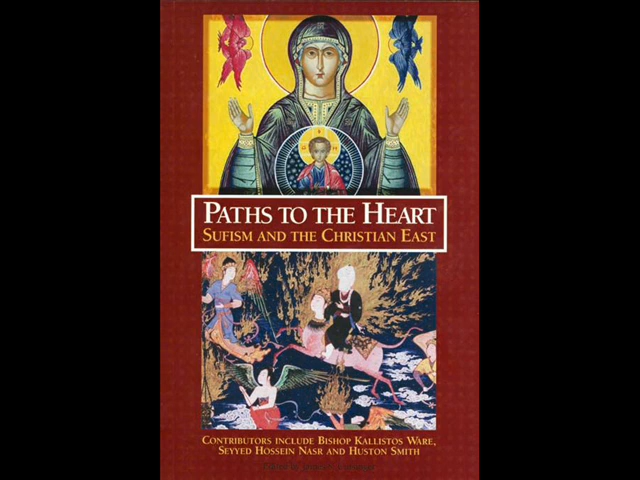 PATHS TO THE HEART
SUFISM AND THE CHRISTIAN EAST
CONTRIBUTORS INCLUDE BISHOP KALLISTOS WARE,
SEYYED HOSSEIN NASR AND HUSTON SMITH